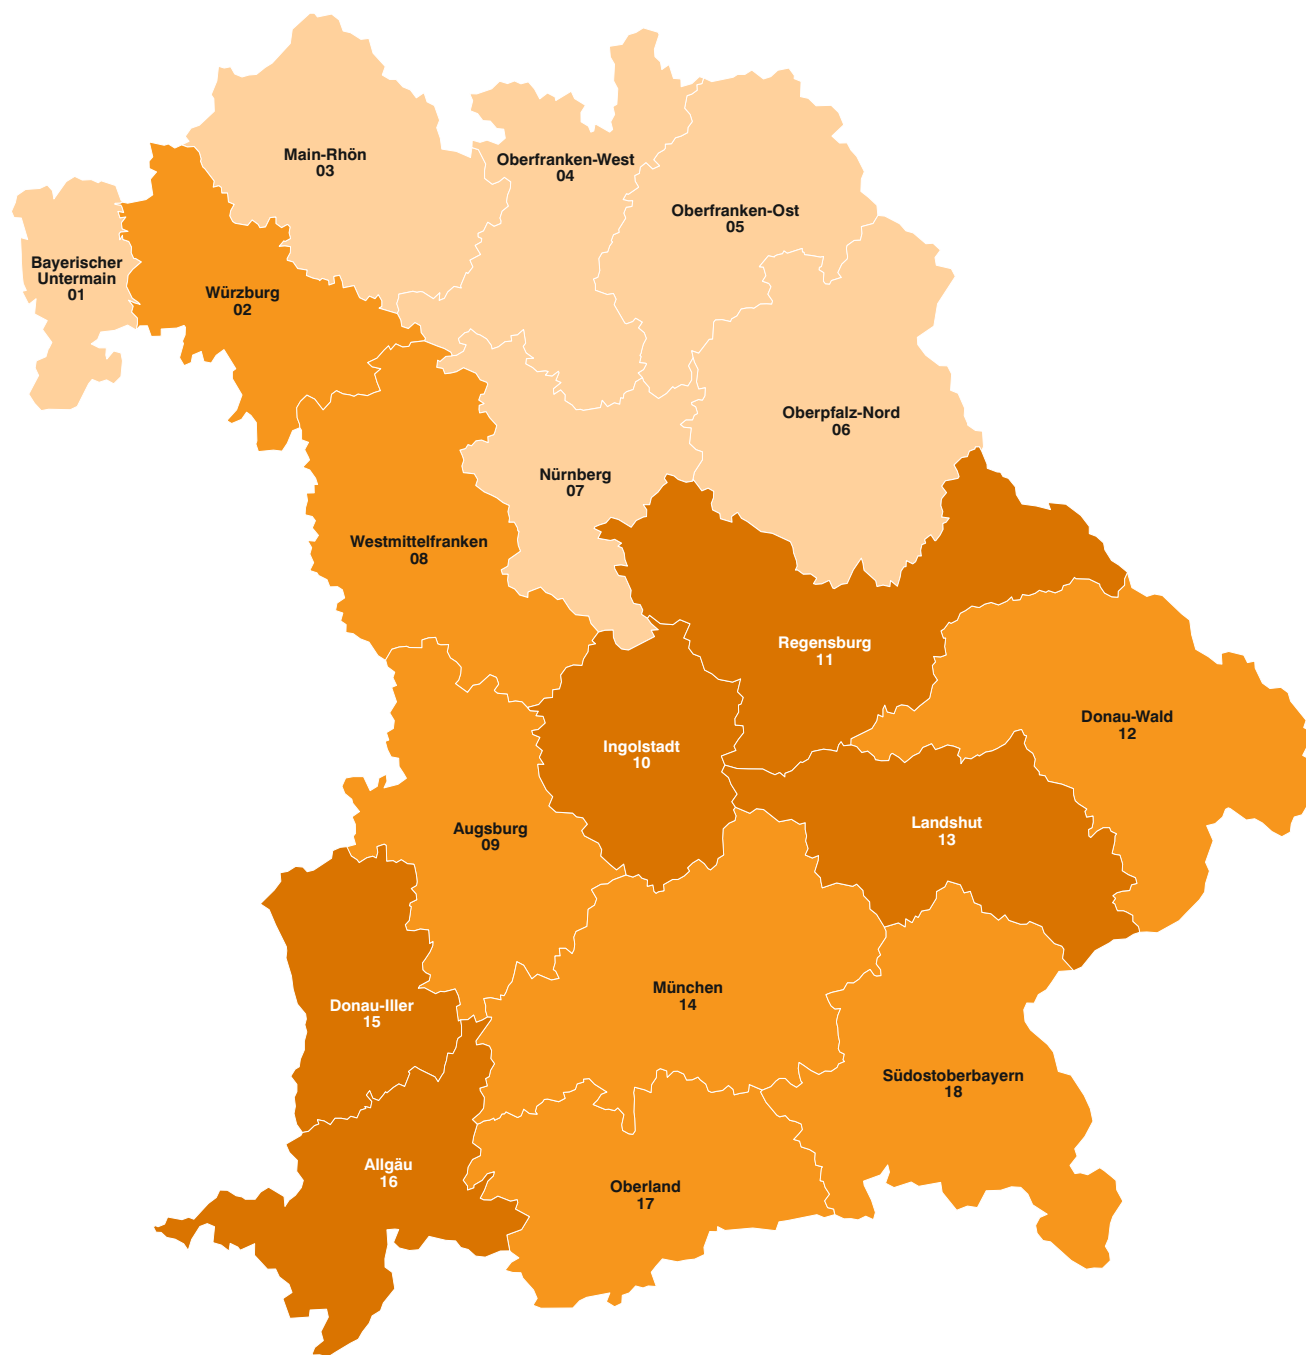 Main-Rhön
03
Oberfranken-West
04
Oberfranken-Ost
05
Bayerischer
Untermain
01
Würzburg
02
Oberpfalz-Nord
06
Nürnberg
07
Westmittelfranken
08
Regensburg
11
Donau-Wald
12
Ingolstadt
10
Landshut
13
Augsburg
09
München
14
Donau-Iller
15
Südostoberbayern
18
Allgäu
16
Oberland
17